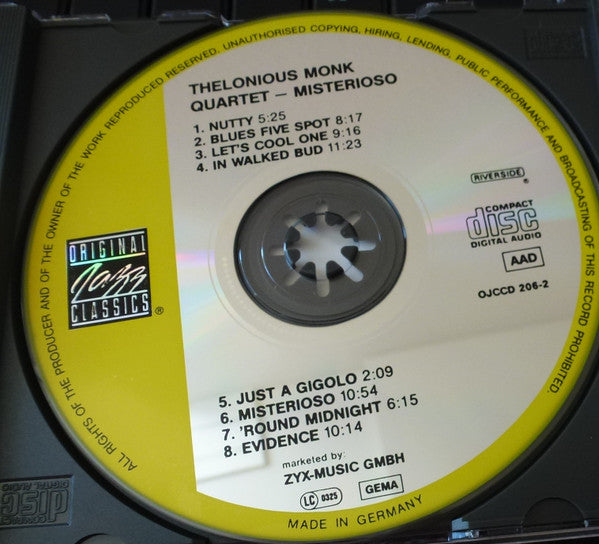 ALL RIGHTS OF THE PRODUCER AND OF THE OWNER OF THE WORK REPRODUCED RESERVED. UNAUTHORISED COPYING, HIRING, LENDING, PUBLIC PERFORMANCE AND BROADCASTING OF THIS RECORD PROHIBITED.
THELONIOUS MONK
QUARTET – MISTERIOSO
1. NUTTY 5:25
2. BLUES FIVE SPOT 8:17
3. LET'S COOL ONE 9:16
4. IN WALKED BUD 11:23
RIVERSIDE®
COMPACT
disc
DIGITAL AUDIO
AAD
OJCCD 206-2
ORIGINAL
Jazz
CLASSICS®
5. JUST A GIGOLO 2:09
6. MISTERIOSO 10:54
7. 'ROUND MIDNIGHT 6:15
8. EVIDENCE 10:14
marketed by:
ZYX-MUSIC GMBH
LC 0325
GEMA
MADE IN GERMANY
COMPACT
disc
DIGITAL AUDIO